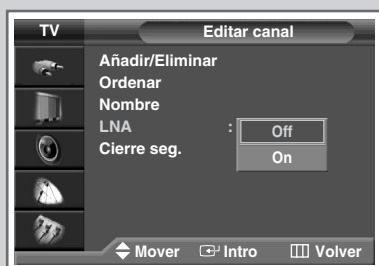 TV Editar canal
Añadir/Eliminar
Ordenar
Nombre
LNA : Off
On
Cierre seg.
Mover Intro Volver